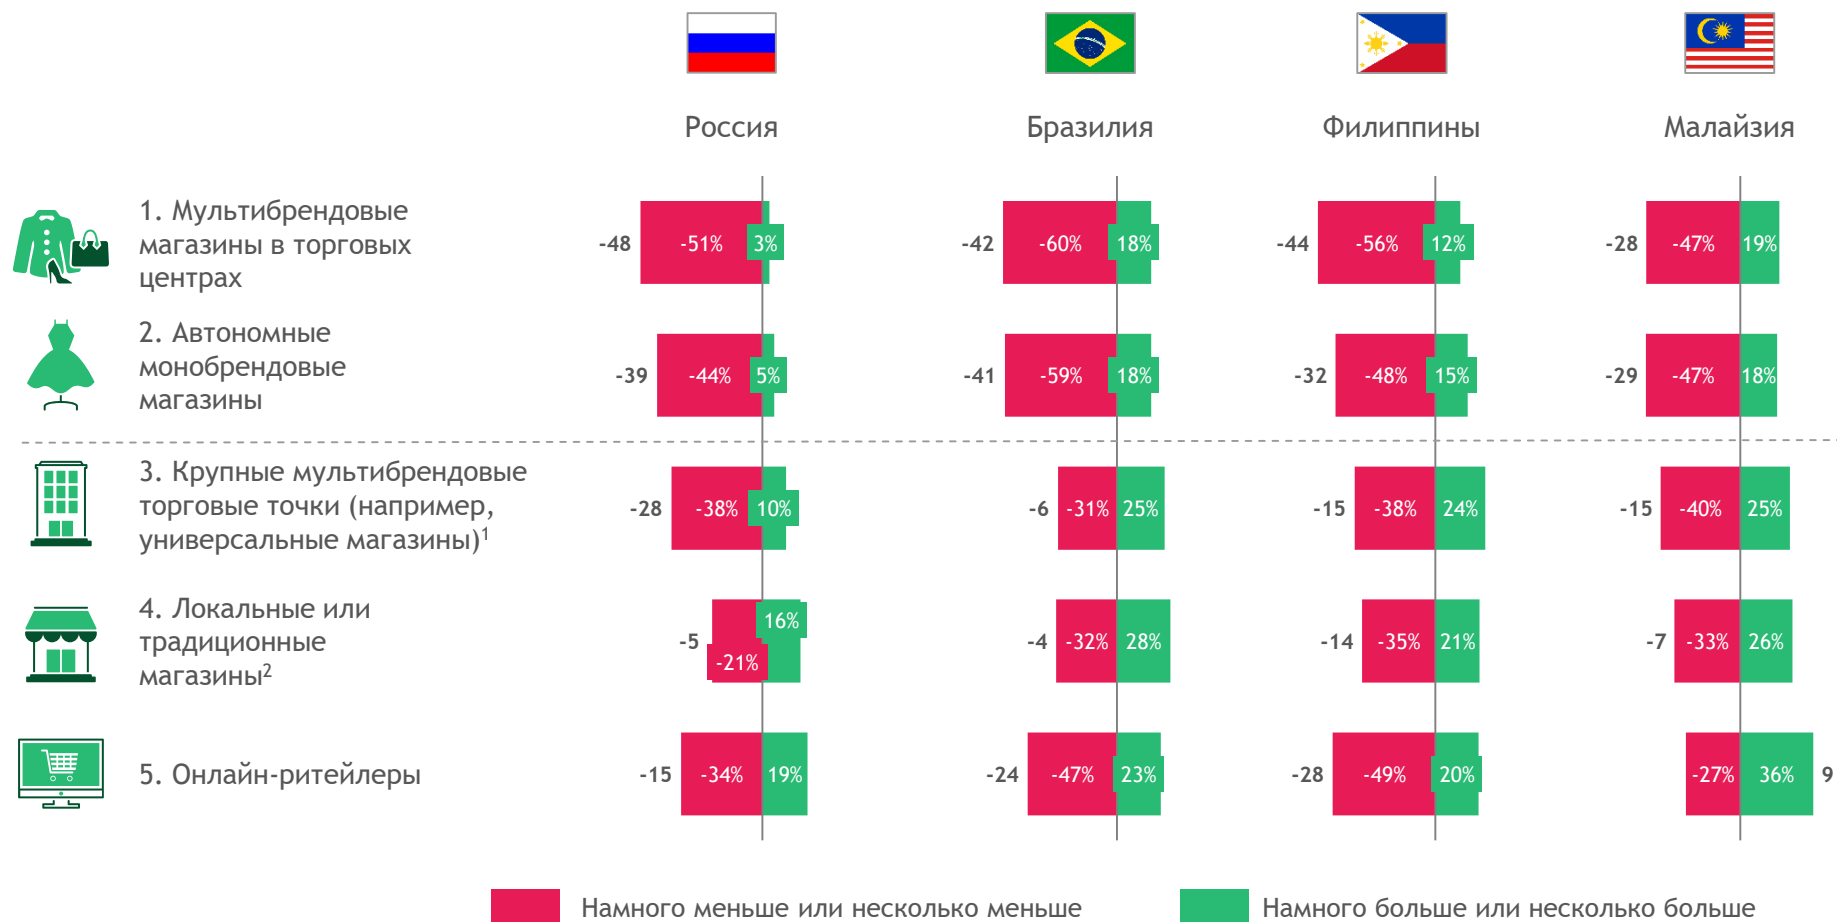 Россия
Бразилия
Филиппины
Малайзия
1. Мультибрендовые
магазины в торговых
центрах
-48 -51% 3%
-42 -60% 18%
-44 -56% 12%
-28 -47% 19%
2. Автономные
монобрендовые
магазины
-39 -44% 5%
-41 -59% 18%
-32 -48% 15%
-29 -47% 18%
3. Крупные мультибрендовые
торговые точки (например,
универсальные магазины)¹
-28 -38% 10%
-6 -31% 25%
-15 -38% 24%
-15 -40% 25%
4. Локальные или
традиционные
магазины²
-5 -21% 16%
-4 -32% 28%
-14 -35% 21%
-7 -33% 26%
5. Онлайн-ритейлеры
-15 -34% 19%
-24 -47% 23%
-28 -49% 20%
-27% 36% 9
Намного меньше или несколько меньше
Намного больше или несколько больше